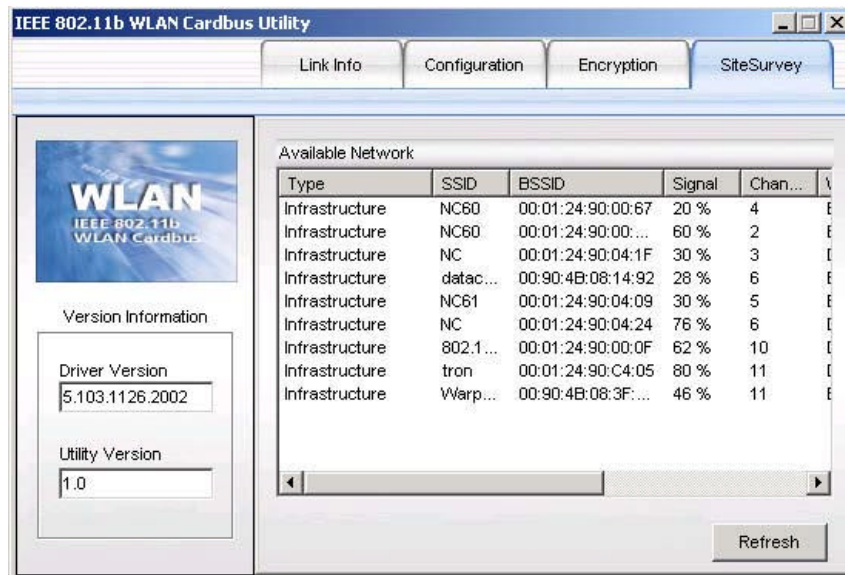 IEEE 802.11b WLAN Cardbus Utility
Link Info Configuration Encryption SiteSurvey
WLAN
IEEE 802.11b
WLAN Cardbus
Version Information
Driver Version
5.103.1126.2002
Utility Version
1.0
Available Network
Type SSID BSSID Signal Chan...
Infrastructure NC60 00:01:24:90:00:67 20 % 4
Infrastructure NC60 00:01:24:90:00:... 60 % 2
Infrastructure NC 00:01:24:90:04:1F 30 % 3
Infrastructure datac... 00:90:4B:08:14:92 28 % 6
Infrastructure NC61 00:01:24:90:04:09 30 % 5
Infrastructure NC 00:01:24:90:04:24 76 % 6
Infrastructure 802.1... 00:01:24:90:00:0F 62 % 10
Infrastructure tron 00:01:24:90:C4:05 80 % 11
Infrastructure Warp... 00:90:4B:08:3F:... 46 % 11
Refresh